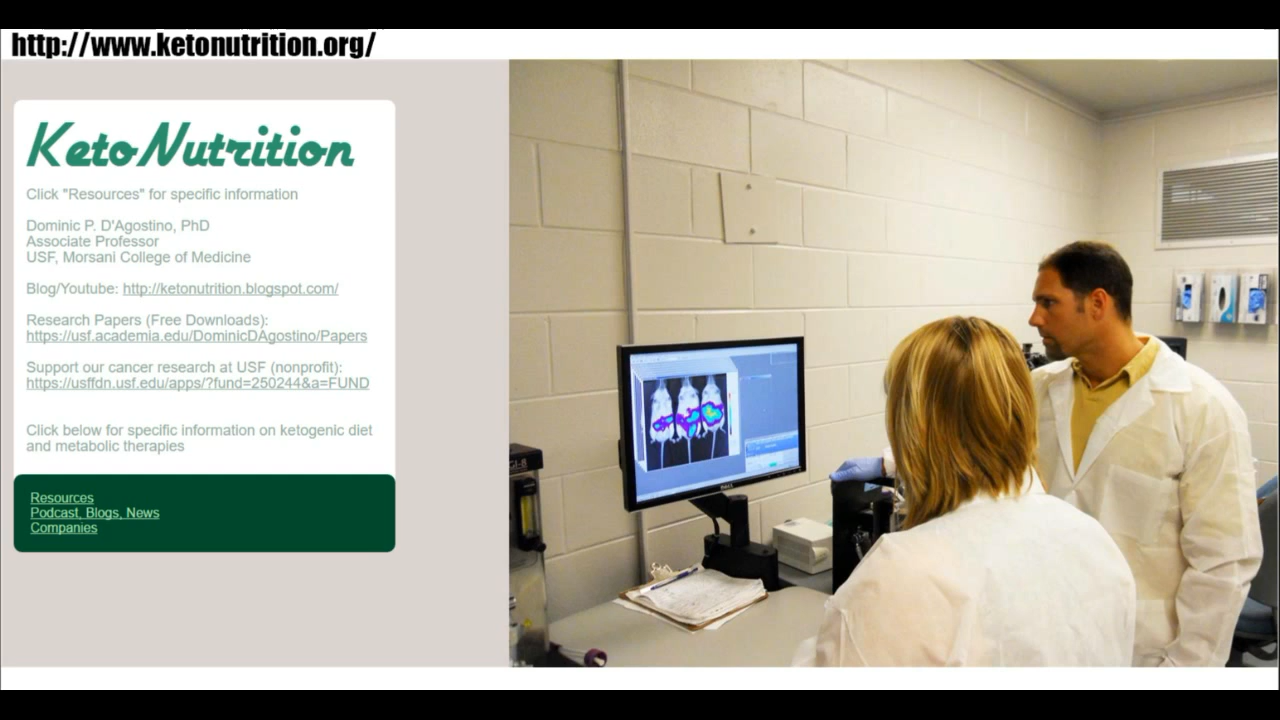 http://www.ketonutrition.org/
KetoNutrition
Click "Resources" for specific information
Dominic P. D'Agostino, PhD
Associate Professor
USF, Morsani College of Medicine
Blog/Youtube: http://ketonutrition.blogspot.com/
Research Papers (Free Downloads):
https://usf.academia.edu/DominicDAgostino/Papers
Support our cancer research at USF (nonprofit):
https://usffdn.usf.edu/apps/?fund=250244&a=FUND
Click below for specific information on ketogenic diet
and metabolic therapies
Resources
Podcast, Blogs, News
Companies
DELL